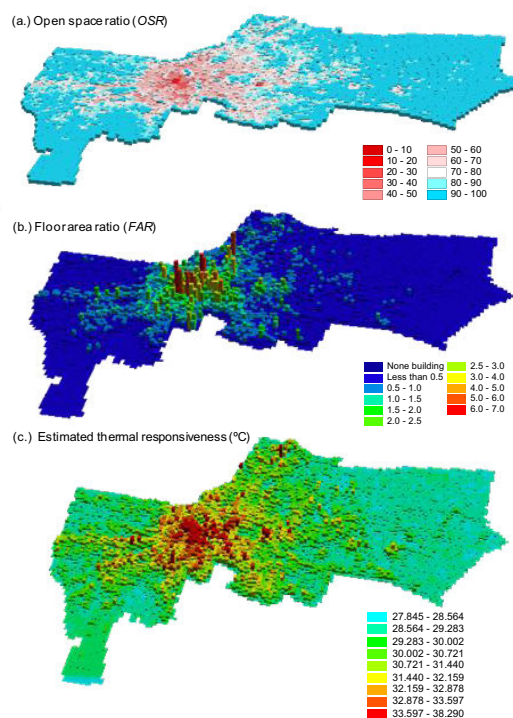 (a.) Open space ratio (OSR)
0 - 10
10 - 20
20 - 30
30 - 40
40 - 50
50 - 60
60 - 70
70 - 80
80 - 90
90 - 100
(b.) Floor area ratio (FAR)
None building
Less than 0.5
0.5 - 1.0
1.0 - 1.5
1.5 - 2.0
2.0 - 2.5
2.5 - 3.0
3.0 - 4.0
4.0 - 5.0
5.0 - 6.0
6.0 - 7.0
(c.) Estimated thermal responsiveness (ºC)
27.845 - 28.564
28.564 - 29.283
29.283 - 30.002
30.002 - 30.721
30.721 - 31.440
31.440 - 32.159
32.159 - 32.878
32.878 - 33.597
33.597 - 38.290